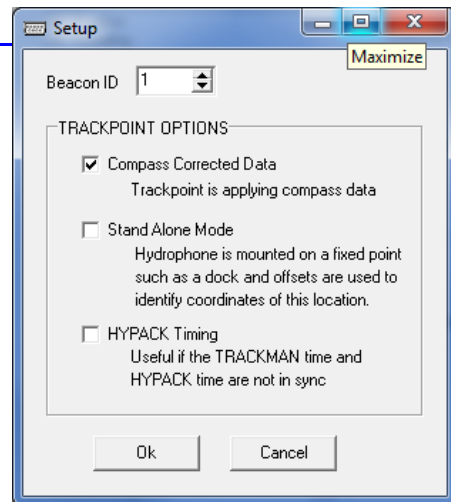 Setup
Maximize
Beacon ID 1
TRACKPOINT OPTIONS
Compass Corrected Data
Trackpoint is applying compass data
Stand Alone Mode
Hydrophone is mounted on a fixed point
such as a dock and offsets are used to
identify coordinates of this location.
HYPACK Timing
Useful if the TRACKMAN time and
HYPACK time are not in sync
Ok Cancel